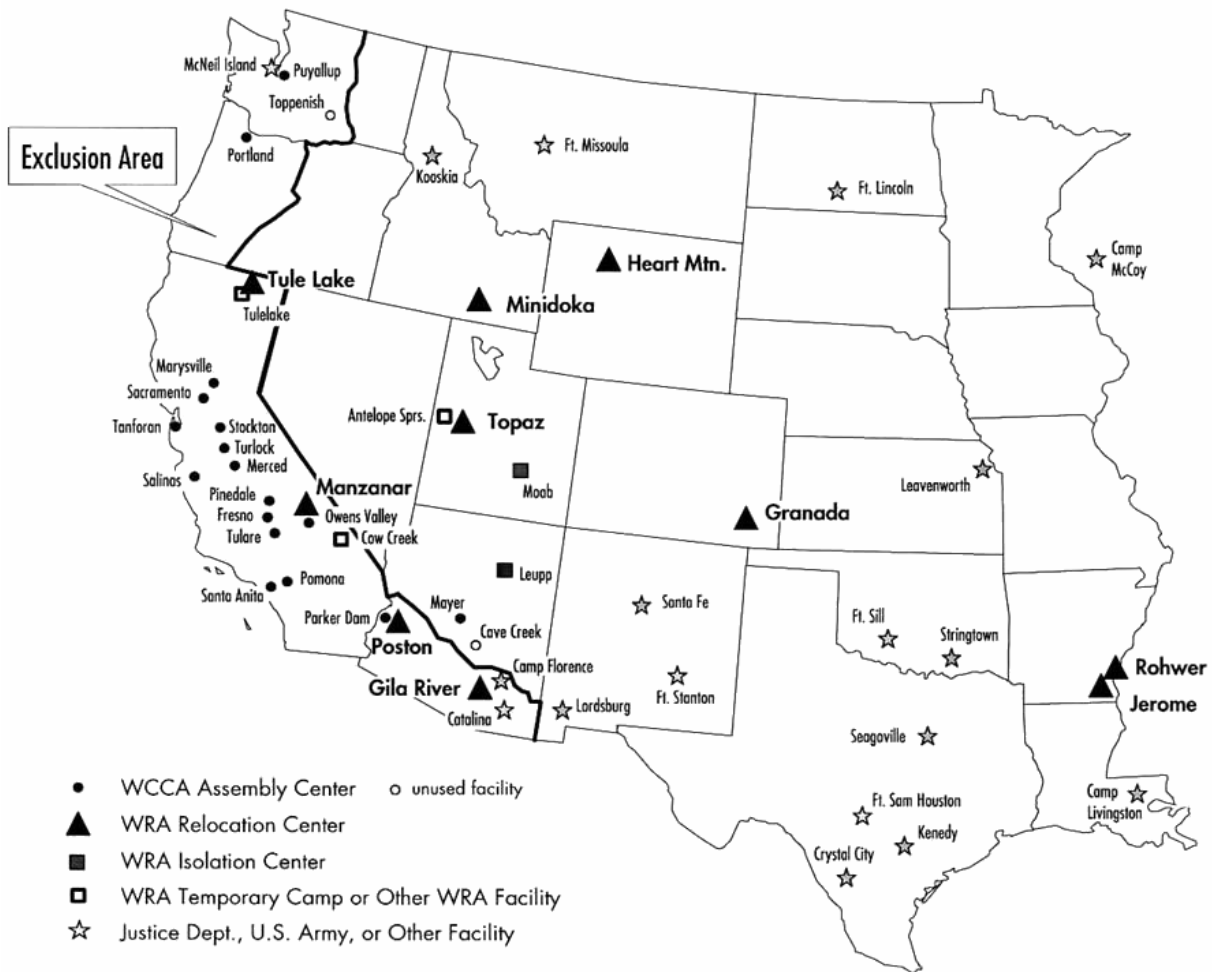 McNeil Island
Puyallup
Toppenish
Portland
Exclusion Area
Kooskia
Ft. Missoula
Ft. Lincoln
Camp
McCoy
Tule Lake
Tulelake
Minidoka
Heart Mtn.
Marysville
Sacramento
Tanforan
Stockton
Turlock
Merced
Salinas
Antelope Sprs.
Topaz
Moab
Leavenworth
Granada
Manzanar
Pinedale
Owens Valley
Fresno
Tulare
Cow Creek
Pomona
Santa Anita
Leupp
Parker Dam
Mayer
Cave Creek
Poston
Camp Florence
Gila River
Catalina
Santa Fe
Ft. Stanton
Lordsburg
Ft. Sill
Stringtown
Rohwer
Jerome
Seagoville
Ft. Sam Houston
Kenedy
Crystal City
Camp
Livingston
WCCA Assembly Center
unused facility
WRA Relocation Center
WRA Isolation Center
WRA Temporary Camp or Other WRA Facility
Justice Dept., U.S. Army, or Other Facility